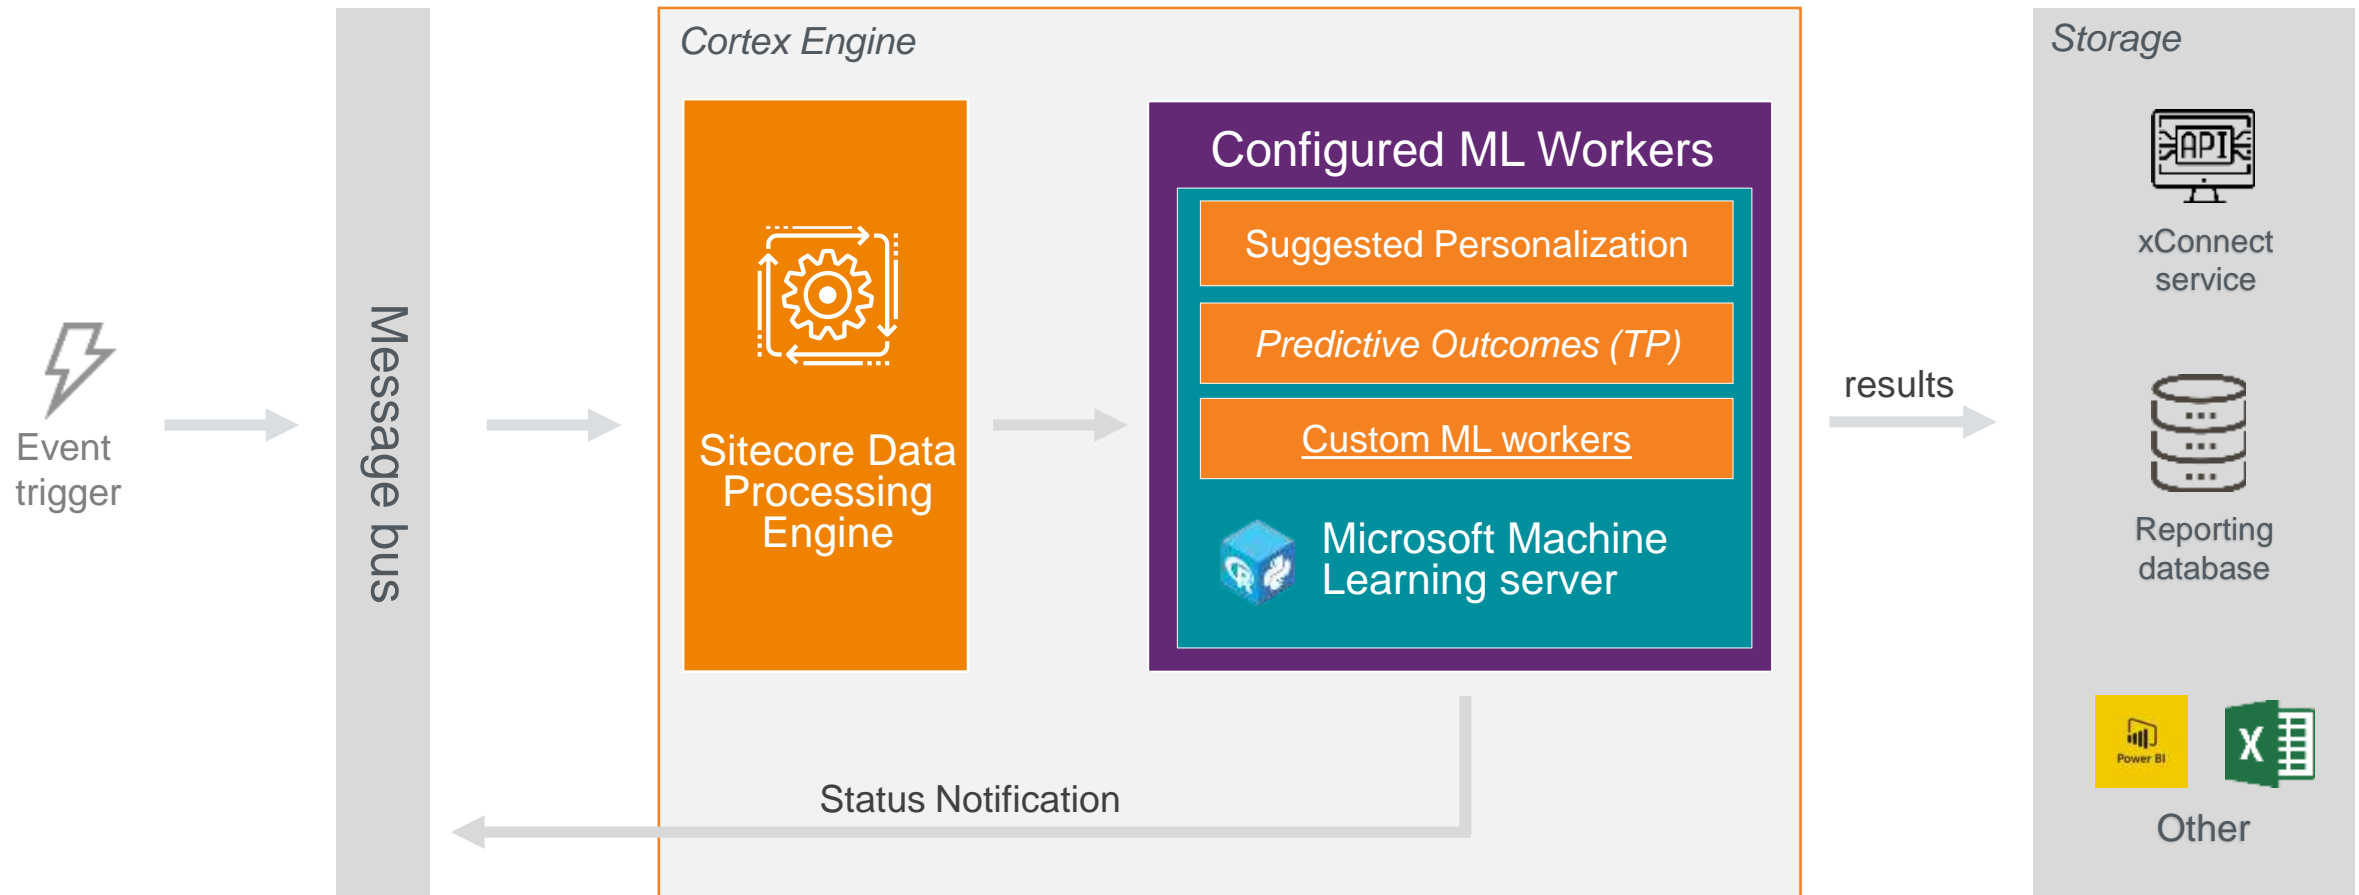 Event
trigger
Message bus
Cortex Engine
Sitecore Data
Processing
Engine
Configured ML Workers
Suggested Personalization
Predictive Outcomes (TP)
Custom ML workers
Microsoft Machine
Learning server
Status Notification
results
Storage
API
xConnect
service
Reporting
database
Power BI
X
Other